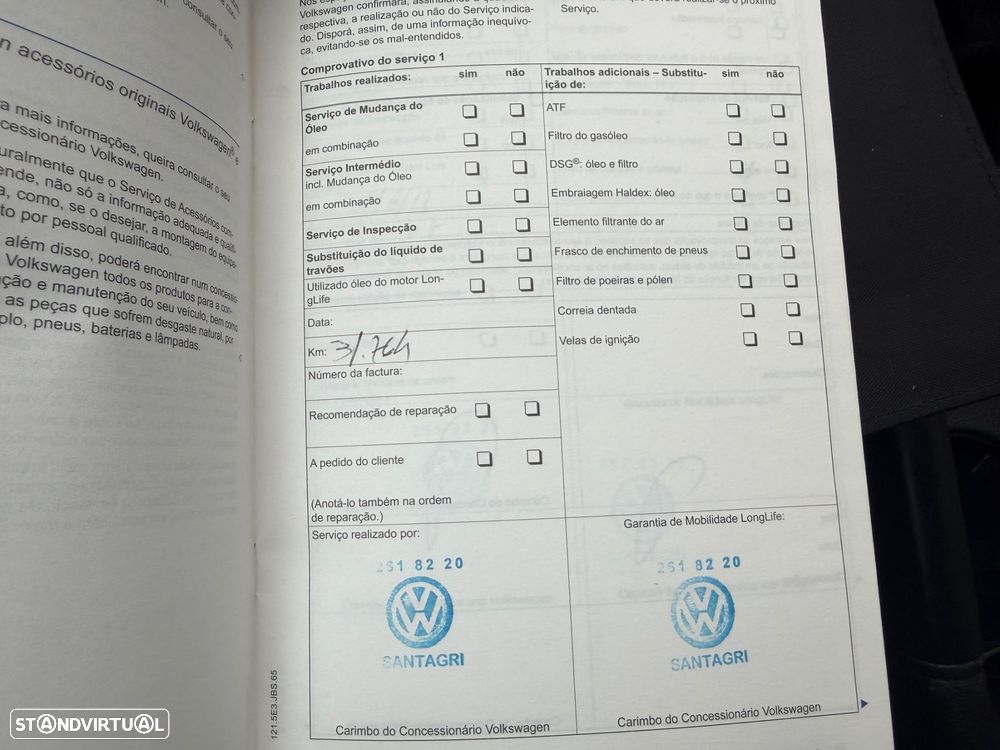 consultar o seu
n acessórios originais Volkswagen® e
a mais informações, queira consultar o seu
cessionário Volkswagen.
uralmente que o Serviço de Acessórios com-
ende, não só a informação adequada e
a, como, se o desejar, a montagem do equipa-
to por pessoal qualificado.
além disso, poderá encontrar num concessio-
Volkswagen todos os produtos para a con-
ção e manutenção do seu veículo, bem como
as peças que sofrem desgaste natural, por
plo, pneus, baterias e lâmpadas.
Volkswagen confirmará, assinalando o
respectiva, a realização ou não do Serviço indica-
do. Disporá, assim, de uma informação inequívo-
ca, evitando-se os mal-entendidos.
o próximo
Serviço.
Comprovativo do serviço 1
Trabalhos realizados: sim não
Serviço de Mudança do
Óleo
em combinação
Serviço Intermédio
incl. Mudança do Óleo
em combinação
Serviço de Inspecção
Substituição do líquido de
travões
Utilizado óleo do motor Lon-
gLife
Data:
Km:
Número da factura:
Recomendação de reparação
A pedido do cliente
(Anotá-lo também na ordem
de reparação.)
Trabalhos adicionais – Substitu-
ição de: sim não
ATF
Filtro do gasóleo
DSG®: óleo e filtro
Embraiagem Haldex: óleo
Elemento filtrante do ar
Frasco de enchimento de pneus
Filtro de poeiras e pólen
Correia dentada
Velas de ignição
Serviço realizado por:
261 82 20
SANTAGRI
Carimbo do Concessionário Volkswagen
Garantia de Mobilidade LongLife:
261 82 20
SANTAGRI
Carimbo do Concessionário Volkswagen
121.5E3.JBS.65
STANDVIRTUAL